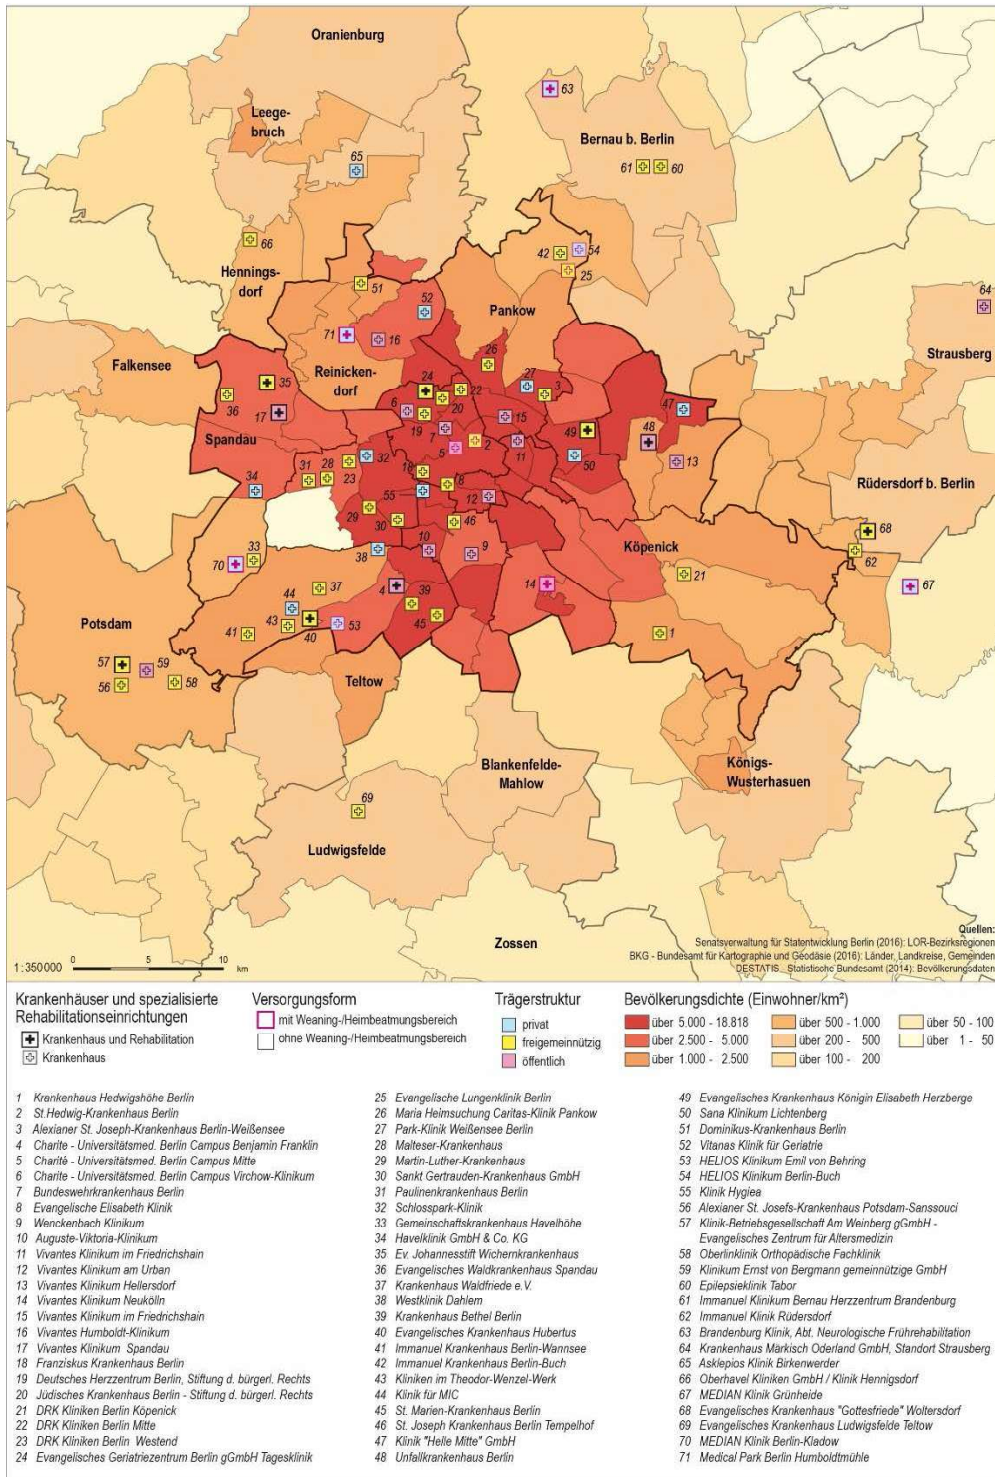 Oranienburg
Leege-
bruch
65
63
Bernau b. Berlin
61
60
66
Hennings-
dorf
42
54
25
51
52
Pankow
64
71
16
Strausberg
Falkensee
Reinicken-
dorf
26
35
36
17
24
22
27
3
47
6
20
19
15
48
Spandau
7
5
2
49
11
50
13
31
28
32
34
23
18
8
Rüdersdorf b. Berlin
55
12
68
29
30
46
62
10
9
Köpenick
33
38
70
67
37
4
39
14
21
44
Potsdam
43
45
41
40
53
1
57
59
56
58
Teltow
Blankenfelde-
Mahlow
Königs-
Wusterhausen
69
Ludwigsfelde
Zossen
Quellen:
Senatsverwaltung für Statentwicklung Berlin (2016): LOR-Bezirksregionen
BKG - Bundesamt für Kartographie und Geodäsie (2016): Länder, Landkreise, Gemeinden
DESTATIS Statistische Bundesamt (2014): Bevölkerungsdaten
1:350000 0 5 10 km
Krankenhäuser und spezialisierte
Rehabilitationseinrichtungen
Krankenhaus und Rehabilitation
Krankenhaus
Versorgungsform
mit Weaning-/Heimbeatmungsbereich
ohne Weaning-/Heimbeatmungsbereich
Trägerstruktur
privat
freigemeinnützig
öffentlich
Bevölkerungsdichte (Einwohner/km²)
über 5.000 - 18.818
über 2.500 - 5.000
über 1.000 - 2.500
über 500 - 1.000
über 200 - 500
über 100 - 200
über 50 - 100
über 1 - 50
1 Krankenhaus Hedwigshöhe Berlin
2 St.Hedwig-Krankenhaus Berlin
3 Alexianer St. Joseph-Krankenhaus Berlin-Weißensee
4 Charite - Universitätsmed. Berlin Campus Benjamin Franklin
5 Charité - Universitätsmed. Berlin Campus Mitte
6 Charite - Universitätsmed. Berlin Campus Virchow-Klinikum
7 Bundeswehrkrankenhaus Berlin
8 Evangelische Elisabeth Klinik
9 Wenckenbach Klinikum
10 Auguste-Viktoria-Klinikum
11 Vivantes Klinikum im Friedrichshain
12 Vivantes Klinikum am Urban
13 Vivantes Klinikum Hellersdorf
14 Vivantes Klinikum Neukölln
15 Vivantes Klinikum im Friedrichshain
16 Vivantes Humboldt-Klinikum
17 Vivantes Klinikum Spandau
18 Franziskus Krankenhaus Berlin
19 Deutsches Herzzentrum Berlin, Stiftung d. bürgerl. Rechts
20 Jüdisches Krankenhaus Berlin - Stiftung d. bürgerl. Rechts
21 DRK Kliniken Berlin Köpenick
22 DRK Kliniken Berlin Mitte
23 DRK Kliniken Berlin Westend
24 Evangelisches Geriatriezentrum Berlin gGmbH Tagesklinik
25 Evangelische Lungenklinik Berlin
26 Maria Heimsuchung Caritas-Klinik Pankow
27 Park-Klinik Weißensee Berlin
28 Malteser-Krankenhaus
29 Martin-Luther-Krankenhaus
30 Sankt Gertrauden-Krankenhaus GmbH
31 Paulinenkrankenhaus Berlin
32 Schlosspark-Klinik
33 Gemeinschaftskrankenhaus Havelhöhe
34 Havelklinik GmbH & Co. KG
35 Ev. Johannesstift Wichernkrankenhaus
36 Evangelisches Waldkrankenhaus Spandau
37 Krankenhaus Waldfriede e.V.
38 Westklinik Dahlem
39 Krankenhaus Bethel Berlin
40 Evangelisches Krankenhaus Hubertus
41 Immanuel Krankenhaus Berlin-Wannsee
42 Immanuel Krankenhaus Berlin-Buch
43 Kliniken im Theodor-Wenzel-Werk
44 Klinik für MIC
45 St. Marien-Krankenhaus Berlin
46 St. Joseph Krankenhaus Berlin Tempelhof
47 Klinik "Helle Mitte" GmbH
48 Unfallkrankenhaus Berlin
49 Evangelisches Krankenhaus Königin Elisabeth Herzberge
50 Sana Klinikum Lichtenberg
51 Dominikus-Krankenhaus Berlin
52 Vitanas Klinik für Geriatrie
53 HELIOS Klinikum Emil von Behring
54 HELIOS Klinikum Berlin-Buch
55 Klinik Hygiea
56 Alexianer St. Josefs-Krankenhaus Potsdam-Sanssouci
57 Klinik-Betriebsgesellschaft Am Weinberg gGmbH -
Evangelisches Zentrum für Altersmedizin
58 Oberlinklinik Orthopädische Fachklinik
59 Klinikum Ernst von Bergmann gemeinnützige GmbH
60 Epilepsieklinik Tabor
61 Immanuel Klinikum Bernau Herzzentrum Brandenburg
62 Immanuel Klinik Rüdersdorf
63 Brandenburg Klinik, Abt. Neurologische Frührehabilitation
64 Krankenhaus Märkisch Oderland GmbH, Standort Strausberg
65 Asklepios Klinik Birkenwerder
66 Oberhavel Kliniken GmbH / Klinik Hennigsdorf
67 MEDIAN Klinik Grünheide
68 Evangelisches Krankenhaus "Gottesfriede" Woltersdorf
69 Evangelisches Krankenhaus Ludwigsfelde Teltow
70 MEDIAN Klinik Berlin-Kladow
71 Medical Park Berlin Humboldtmühle